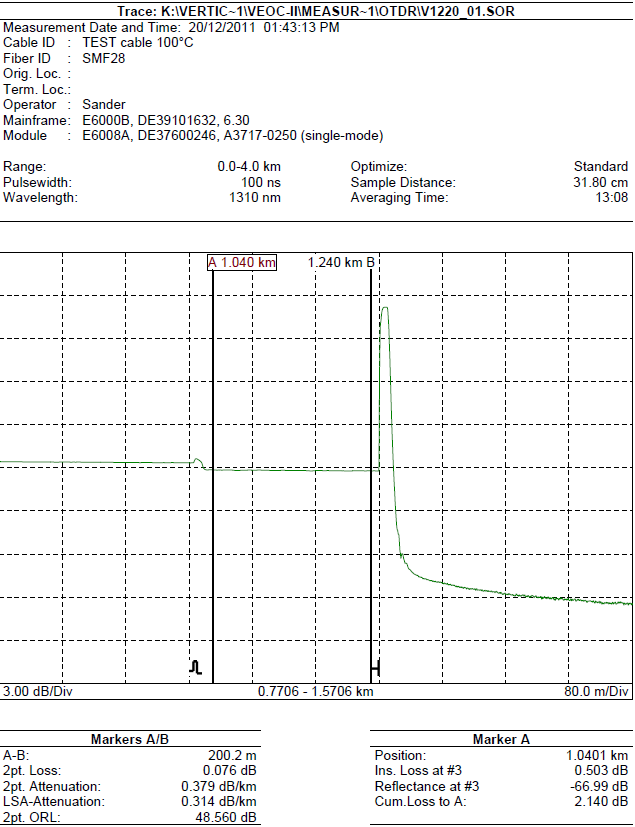 Trace: K:\VERTIC~1\VEOC-II\MEASUR~1\OTDR\V1220_01.SOR
Measurement Date and Time: 20/12/2011 01:43:13 PM
Cable ID : TEST cable 100°C
Fiber ID : SMF28
Orig. Loc. :
Term. Loc.:
Operator : Sander
Mainframe: E6000B, DE39101632, 6.30
Module : E6008A, DE37600246, A3717-0250 (single-mode)
Range: 0.0-4.0 km Optimize: Standard
Pulsewidth: 100 ns Sample Distance: 31.80 cm
Wavelength: 1310 nm Averaging Time: 13:08
A 1.040 km 1.240 km B
3.00 dB/Div 0.7706 - 1.5706 km 80.0 m/Div
Markers A/B
A-B: 200.2 m
2pt. Loss: 0.076 dB
2pt. Attenuation: 0.379 dB/km
LSA-Attenuation: 0.314 dB/km
2pt. ORL: 48.560 dB
Marker A
Position: 1.0401 km
Ins. Loss at #3 0.503 dB
Reflectance at #3 -66.99 dB
Cum.Loss to A: 2.140 dB